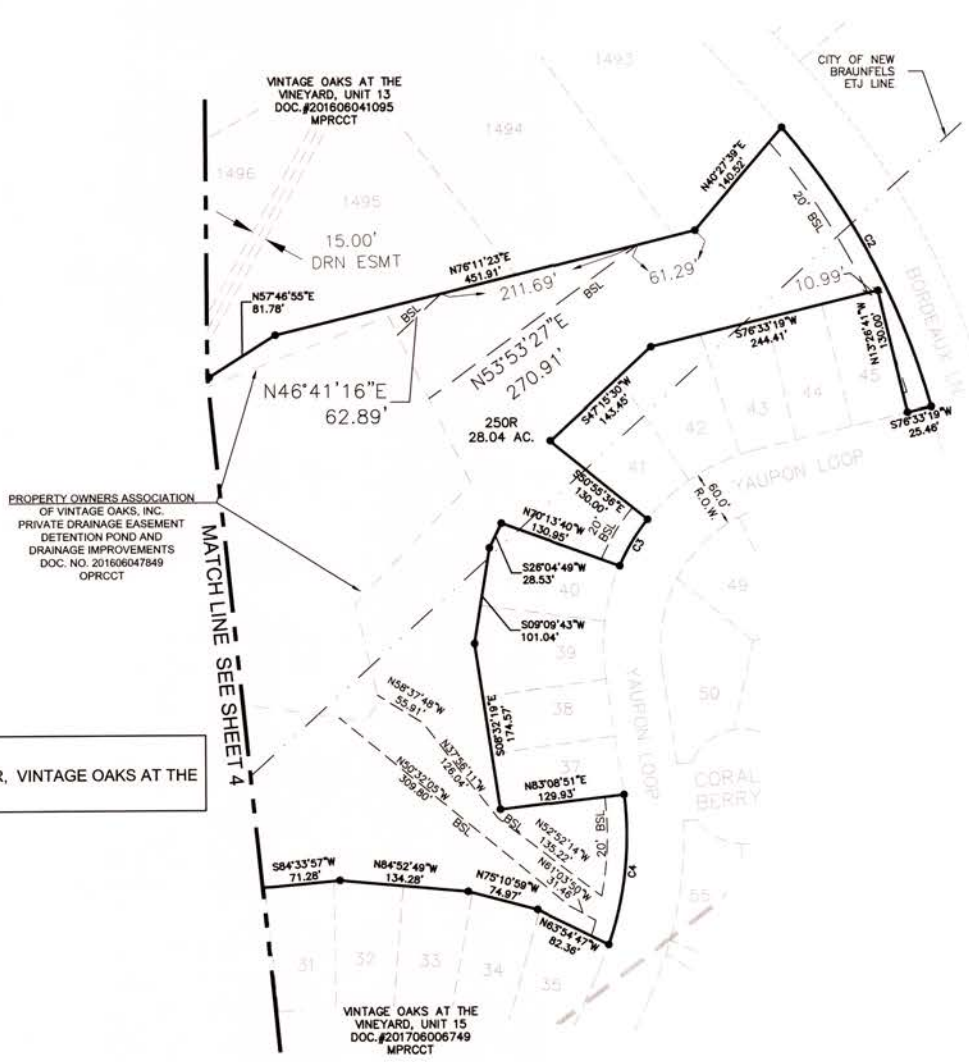 1493
CITY OF NEW
BRAUNFELS
ETJ LINE
VINTAGE OAKS AT THE
VINEYARD, UNIT 13
DOC.#201606041095
MPRCCT
1494
1496
1495
15.00'
DRN ESMT
N40°27'39"E
140.52'
20' BSL
C2
BORDEAUX LN
N76°11'23"E
451.91'
211.69'
BSL
61.29'
10.99'
N57°46'55"E
81.78'
BSL
N53°53'27"E
270.91'
S76°33'19"W
244.41'
N13°26'41"W
130.00'
N46°41'16"E
62.89'
S47°15'30"W
143.45'
250R
28.04 AC.
42
43
44
45
S76°33'19"W
25.46'
YAUPON LOOP
41
60.0'
R.O.W.
S50°55'36"E
130.00'
PROPERTY OWNERS ASSOCIATION
OF VINTAGE OAKS, INC.
PRIVATE DRAINAGE EASEMENT
DETENTION POND AND
DRAINAGE IMPROVEMENTS
DOC. NO. 201606047849
OPRCCT
N70°13'40"W
130.95'
20'
BSL
C3
S26°04'49"W
28.53'
40
49
MATCH LINE SEE SHEET 4
S09°09'43"W
101.04'
39
38
50
YAUPON LOOP
N58°37'48"W
55.91'
S08°32'19"E
174.57'
N37°56'11"W
126.04'
37
R, VINTAGE OAKS AT THE
N50°32'05"W
309.80'
BSL
N83°08'51"E
129.93'
CORAL
BERRY
BSL
N52°52'14"W
135.22'
20' BSL
N61°03'50"W
31.46'
C4
S84°33'57"W
71.28'
N84°52'49"W
134.28'
N75°10'59"W
74.97'
N63°54'47"W
82.36'
55
31
32
33
34
35
VINTAGE OAKS AT THE
VINEYARD, UNIT 15
DOC.#201706006749
MPRCCT